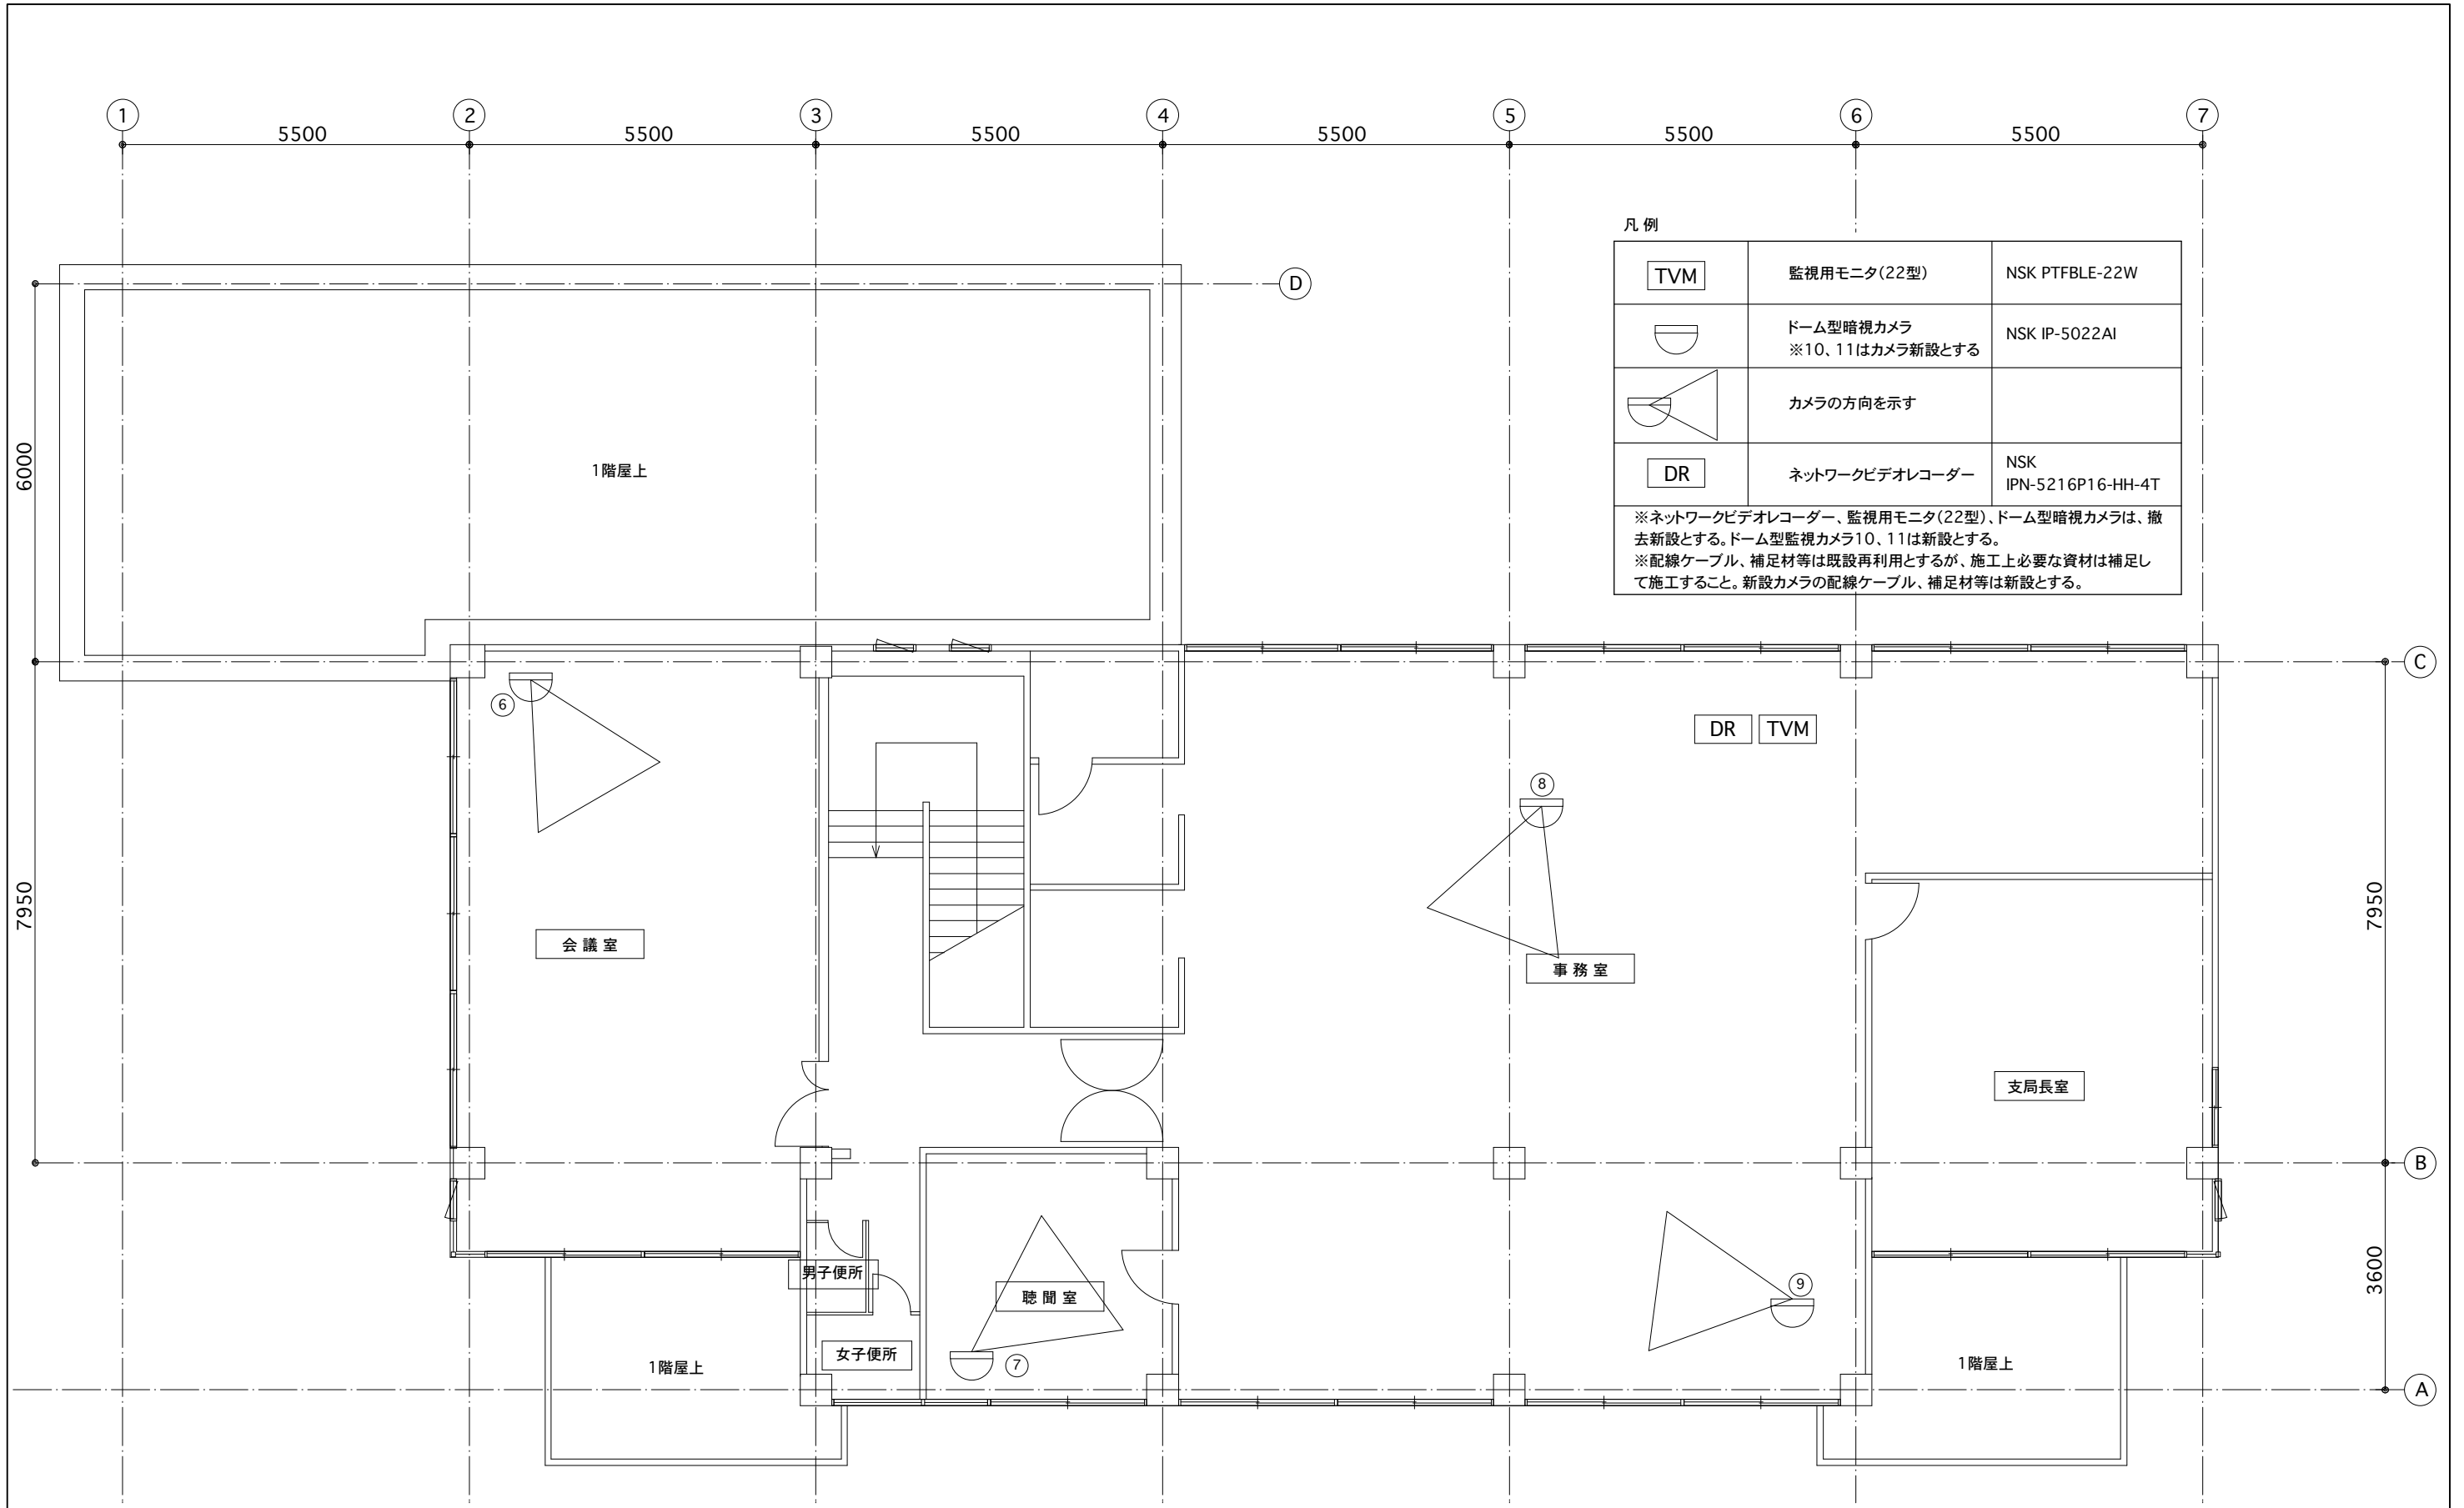 1
2
3
4
5
6
7
5500
5500
5500
5500
5500
5500
凡 例
TVM
監視用モニタ(22型)
NSK PTFBLE-22W
ドーム型暗視カメラ
※10、11はカメラ新設とする
NSK IP-5022AI
カメラの方向を示す
DR
ネットワークビデオレコーダー
NSK
IPN-5216P16-HH-4T
※ネットワークビデオレコーダー、監視用モニタ(22型)、ドーム型暗視カメラは、撤
去新設とする。ドーム型監視カメラ10、11は新設とする。
※配線ケーブル、補足材等は既設再利用とするが、施工上必要な資材は補足し
て施工すること。新設カメラの配線ケーブル、補足材等は新設とする。
D
6000
1階屋上
C
6
DR
TVM
8
7950
7950
会 議 室
事 務 室
支局長室
B
男子便所
聴 聞 室
9
3600
女子便所
7
1階屋上
1階屋上
A